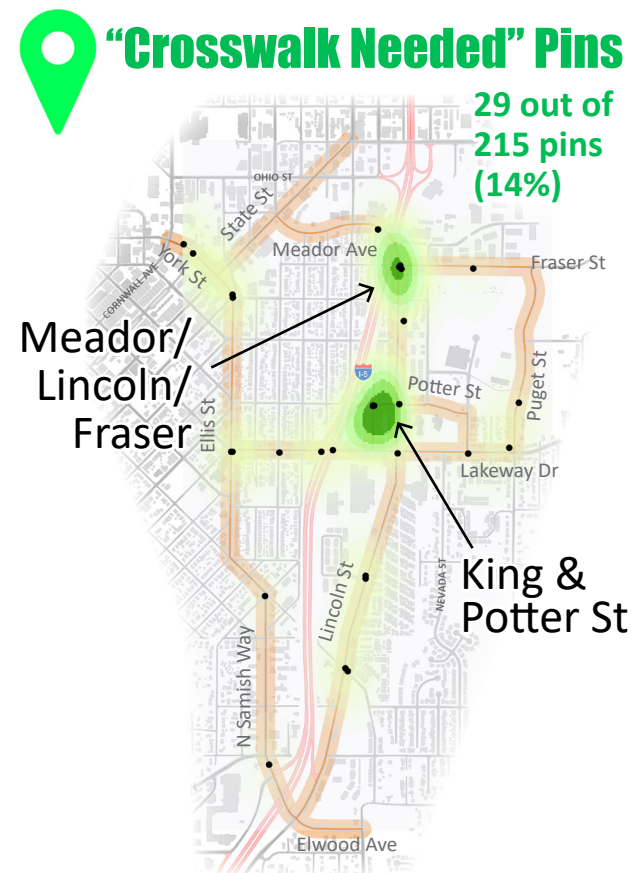 “Crosswalk Needed” Pins
29 out of
215 pins
(14%)
OHIO ST
State St
Meador Ave
York St
Fraser St
CORNWALL AVE
Meador/
Lincoln/
Fraser
I-5
Potter St
Puget St
Ellis St
Lakeway Dr
King &
Potter St
NEVADA ST
Lincoln St
N Samish Way
Elwood Ave